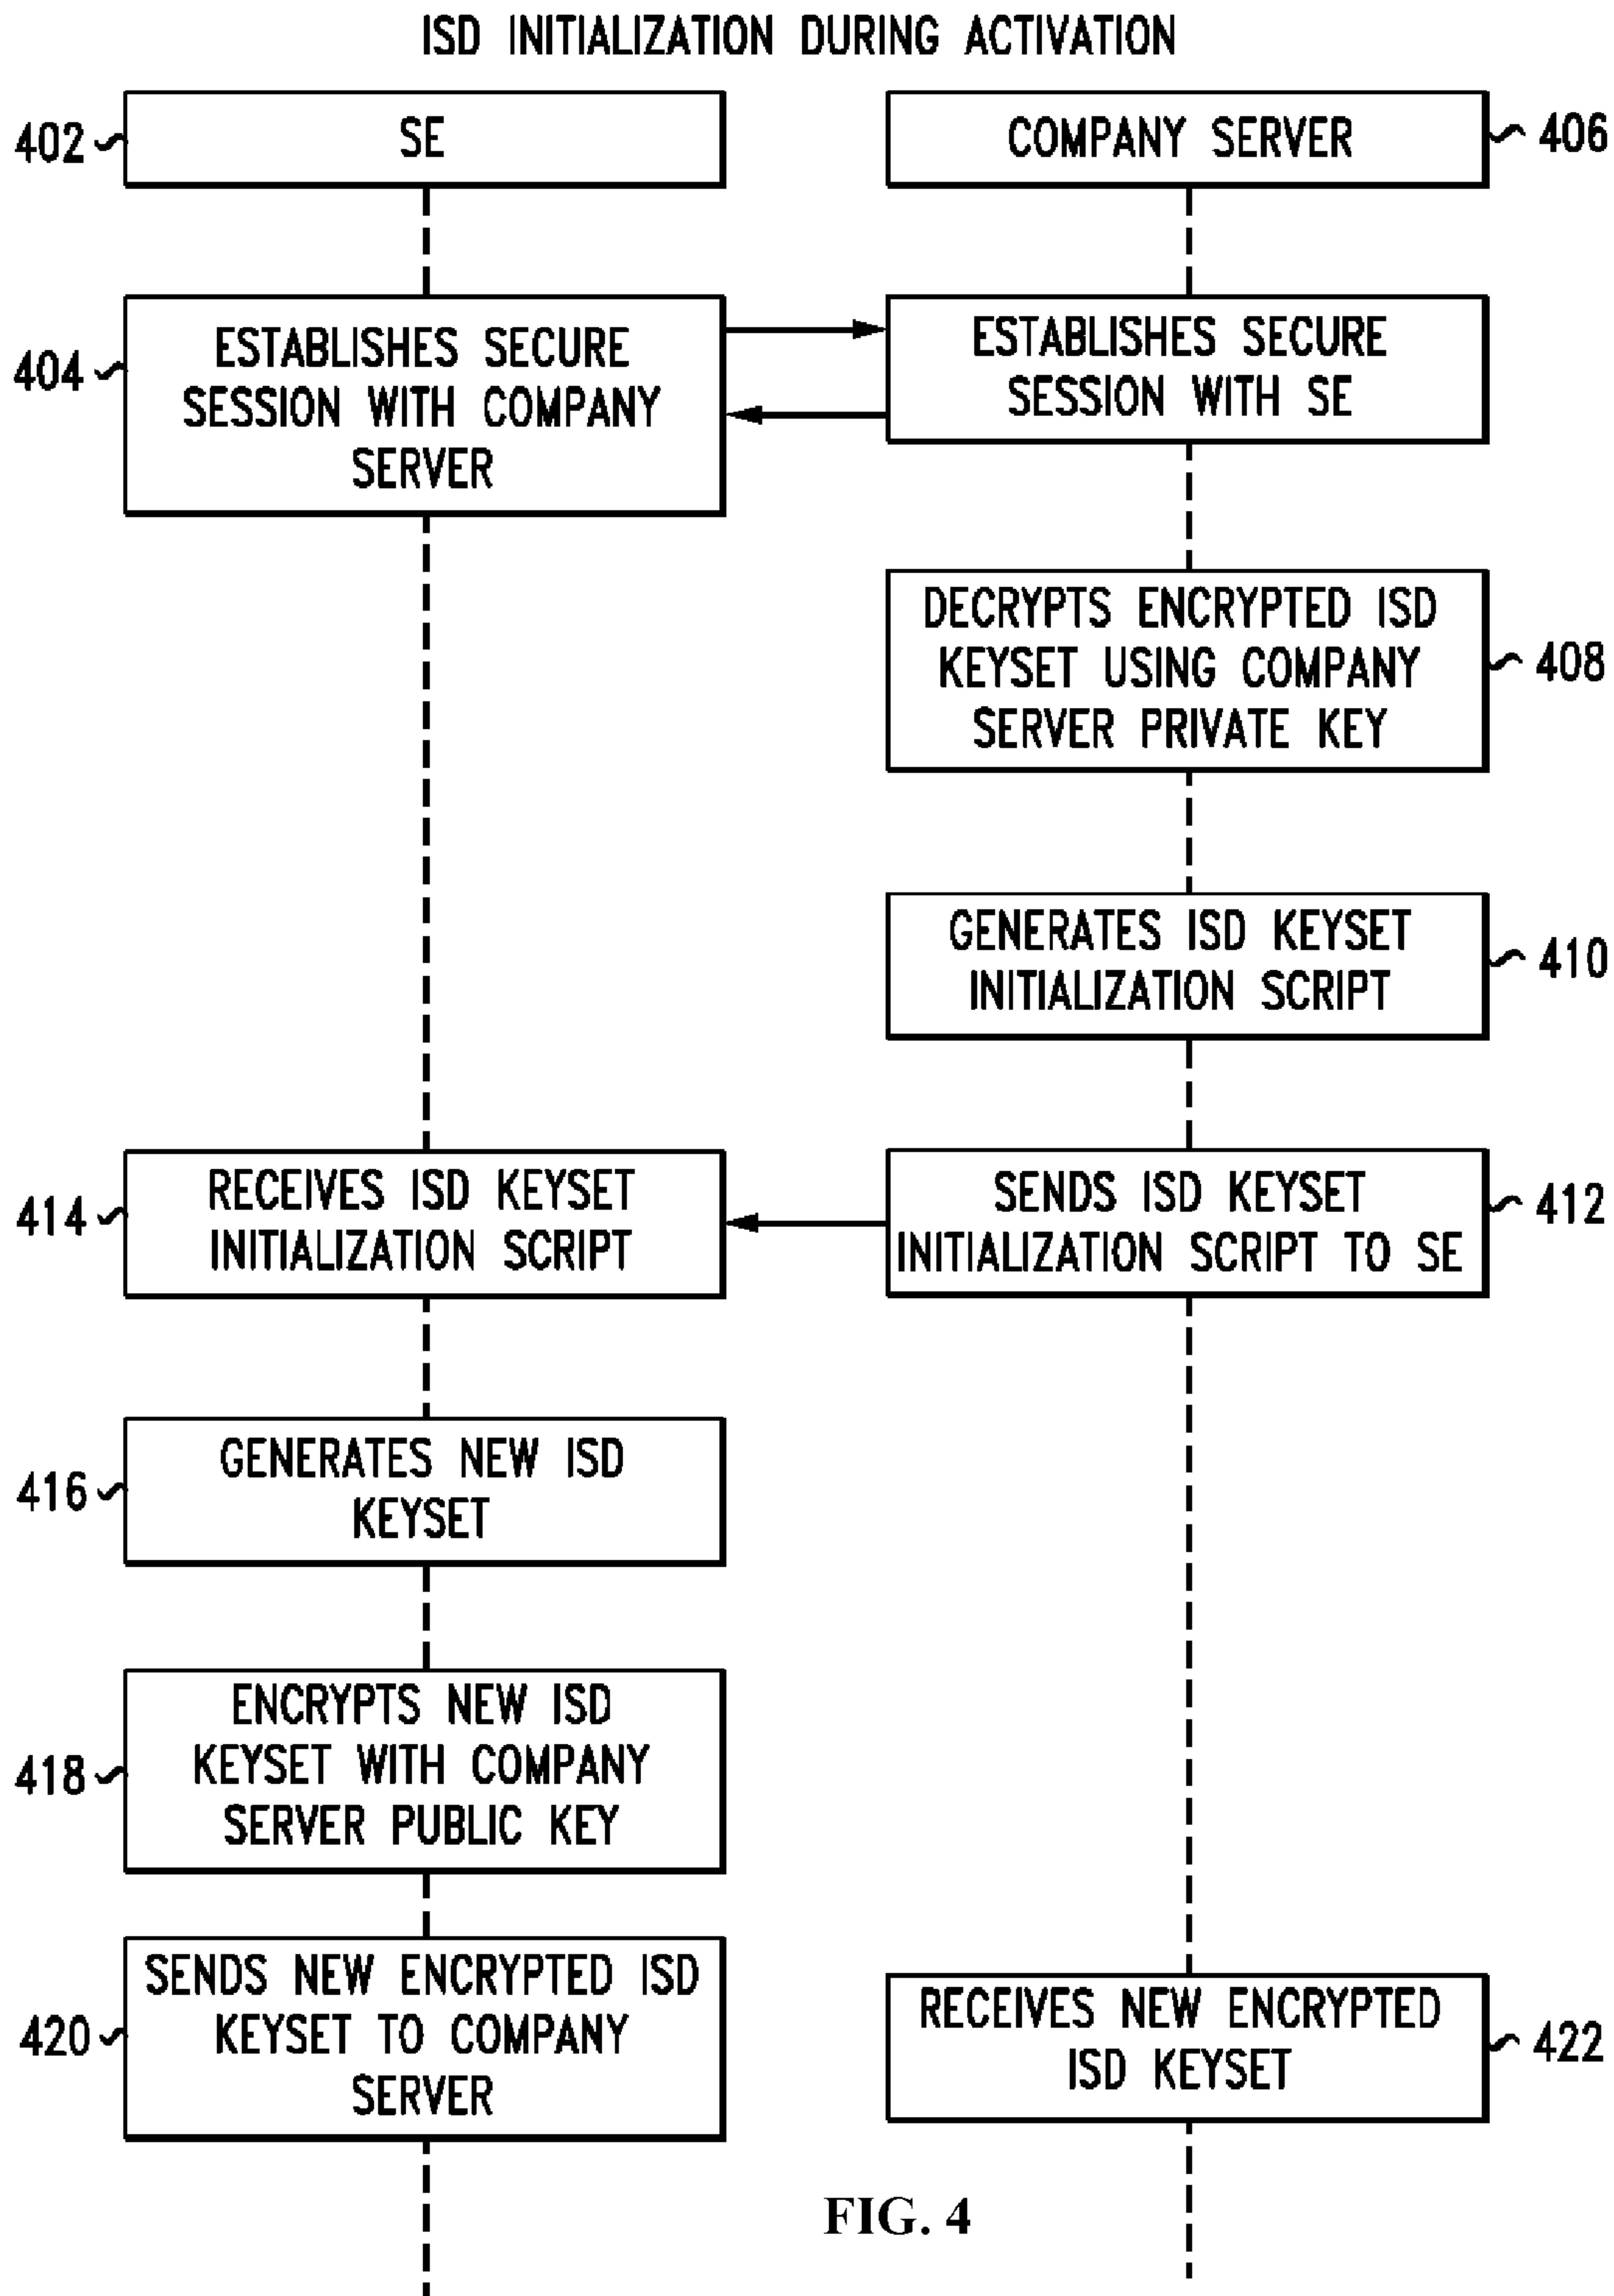 ISD INITIALIZATION DURING ACTIVATION
402
SE
COMPANY SERVER
406
404
ESTABLISHES SECURE
SESSION WITH COMPANY
SERVER
ESTABLISHES SECURE
SESSION WITH SE
DECRYPTS ENCRYPTED ISD
KEYSET USING COMPANY
SERVER PRIVATE KEY
408
GENERATES ISD KEYSET
INITIALIZATION SCRIPT
410
414
RECEIVES ISD KEYSET
INITIALIZATION SCRIPT
SENDS ISD KEYSET
INITIALIZATION SCRIPT TO SE
412
416
GENERATES NEW ISD
KEYSET
418
ENCRYPTS NEW ISD
KEYSET WITH COMPANY
SERVER PUBLIC KEY
420
SENDS NEW ENCRYPTED ISD
KEYSET TO COMPANY
SERVER
RECEIVES NEW ENCRYPTED
ISD KEYSET
422
FIG. 4